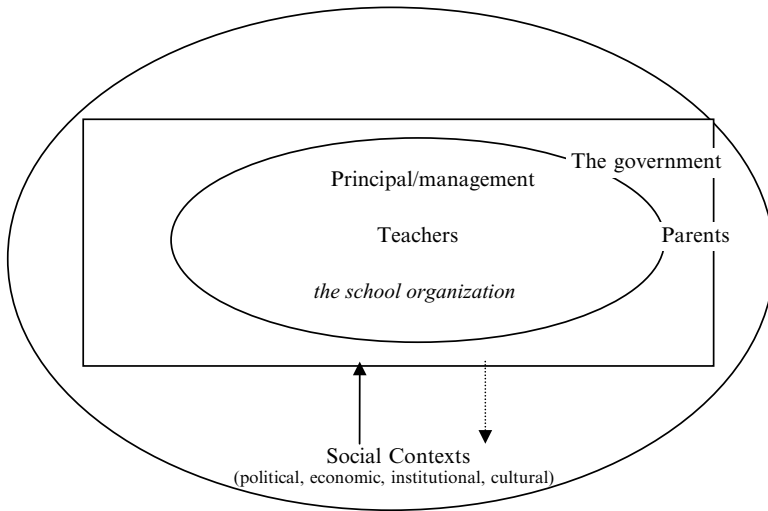 The government
Principal/management
Teachers
Parents
the school organization
Social Contexts
(political, economic, institutional, cultural)